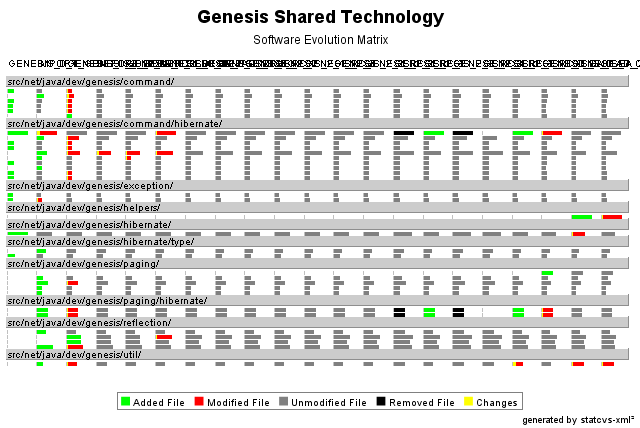 Genesis Shared Technology
Software Evolution Matrix
src/net/java/dev/genesis/command/
src/net/java/dev/genesis/command/hibernate/
src/net/java/dev/genesis/exception/
src/net/java/dev/genesis/helpers/
src/net/java/dev/genesis/hibernate/
src/net/java/dev/genesis/hibernate/type/
src/net/java/dev/genesis/paging/
src/net/java/dev/genesis/paging/hibernate/
src/net/java/dev/genesis/reflection/
src/net/java/dev/genesis/util/
Added File Modified File Unmodified File Removed File Changes
generated by statcvs-xml²